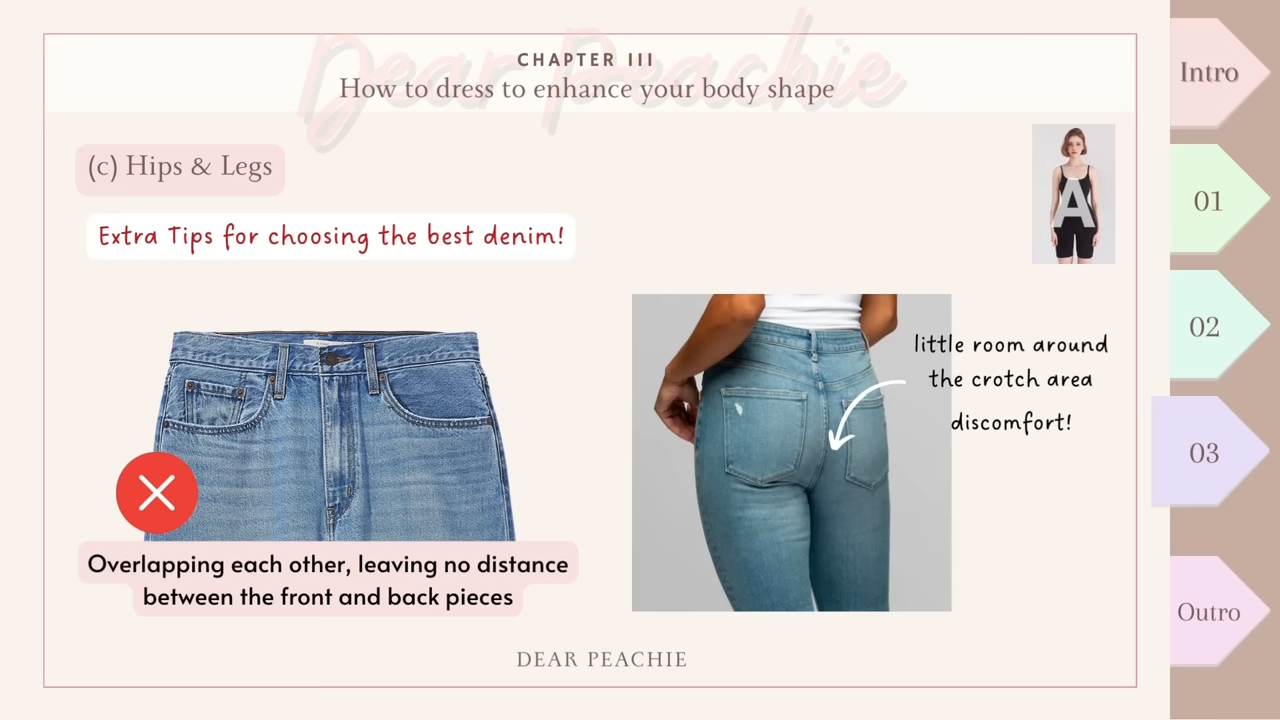 Dear Peachie
CHAPTER III
How to dress to enhance your body shape
(c) Hips & Legs
Extra Tips for choosing the best denim!
A
little room around
the crotch area
discomfort!
Overlapping each other, leaving no distance
between the front and back pieces
DEAR PEACHIE
Intro
01
02
03
Outro